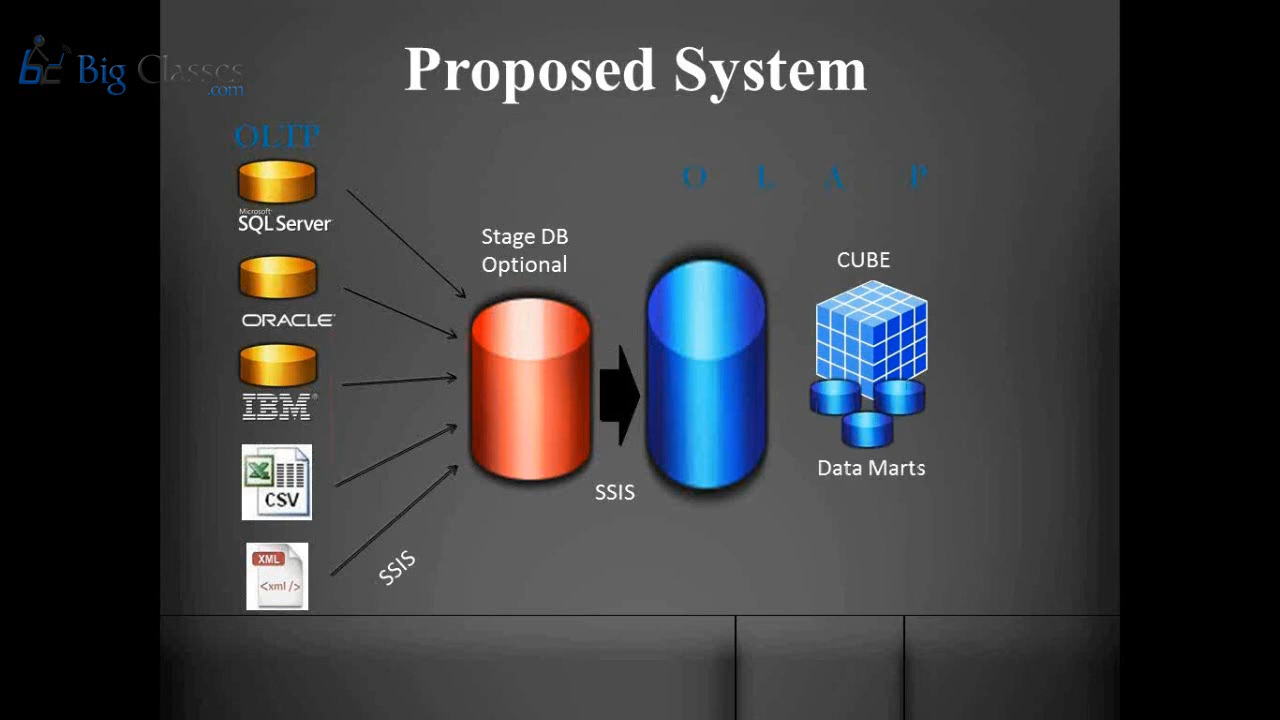 Big Classes
.com
Proposed System
OLTP
Microsoft
SQL Server
ORACLE
IBM
CSV
XML
<xml />
SSIS
Stage DB
Optional
SSIS
O L A P
CUBE
Data Marts